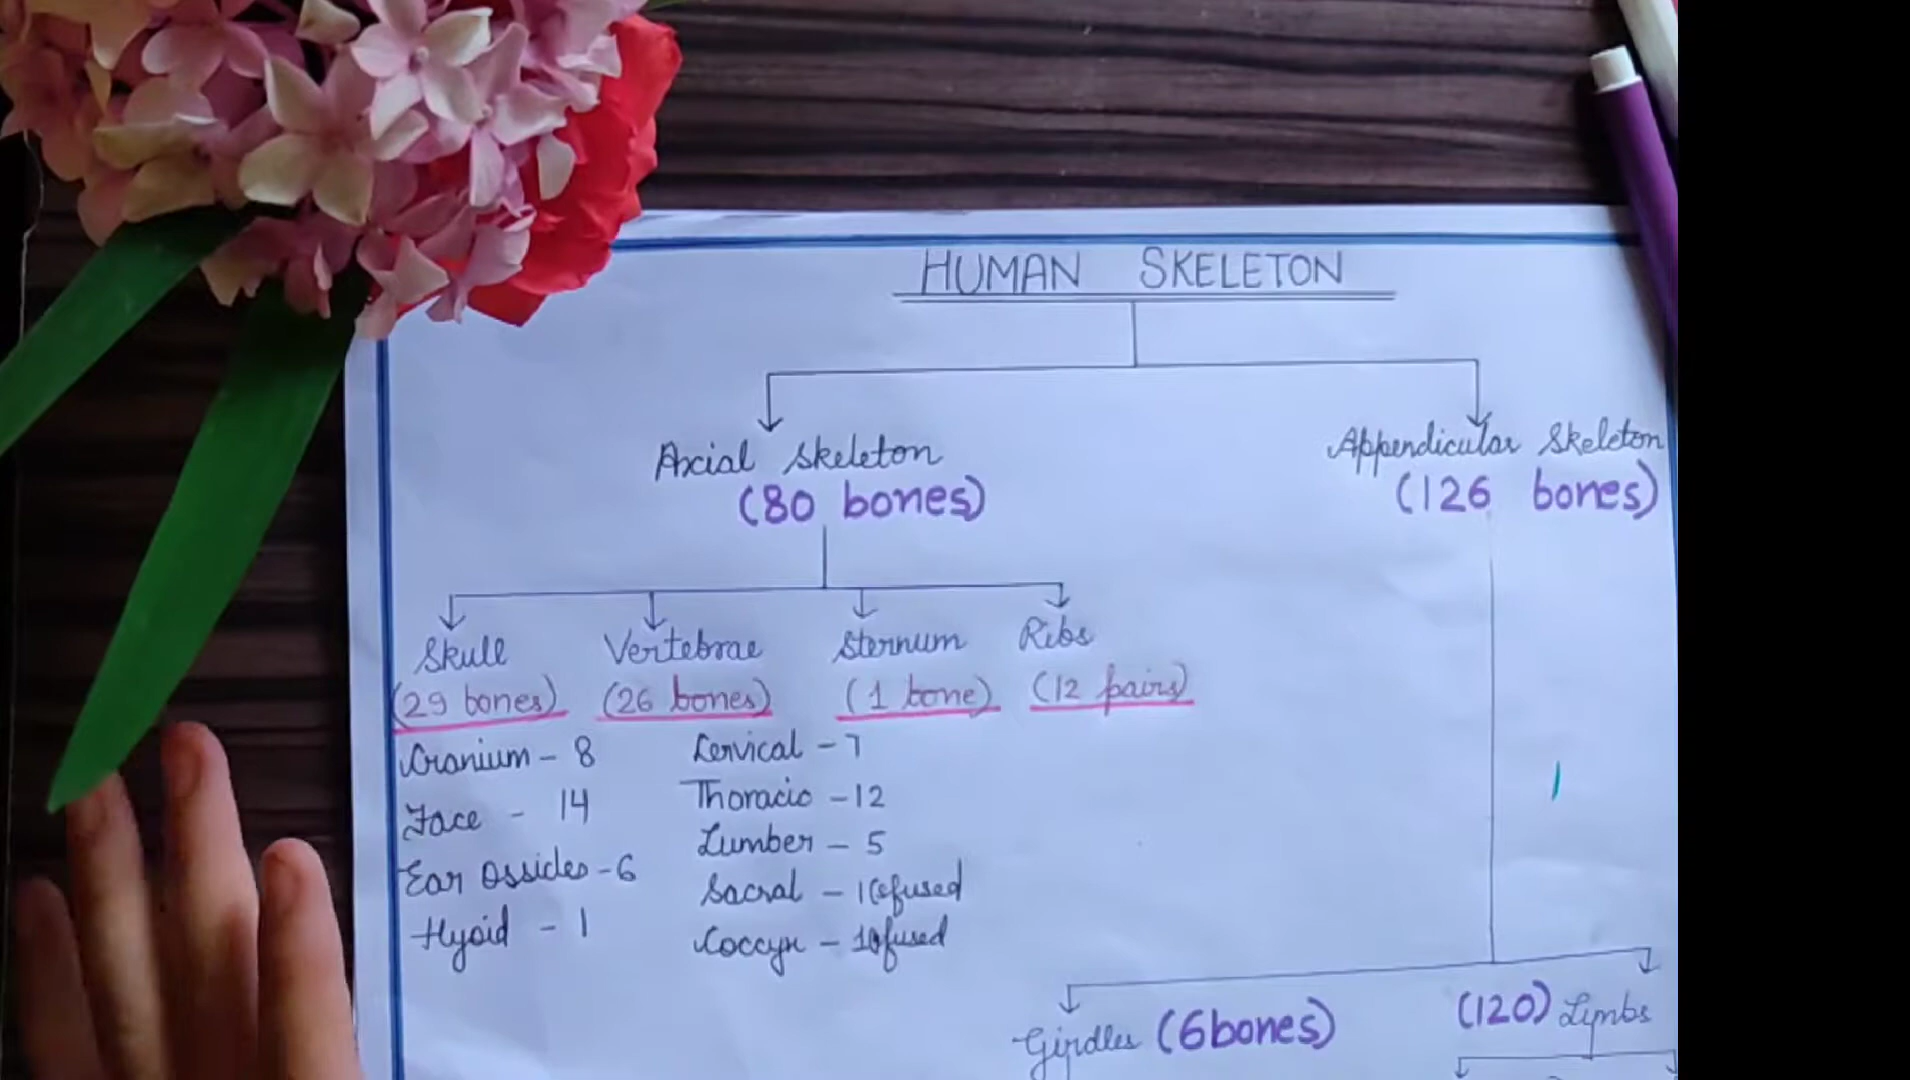 HUMAN SKELETON
Axial Skeleton
(80 bones)
Appendicular Skeleton
(126 bones)
Skull
(29 bones)
Cranium - 8
Face - 14
Ear Ossicles - 6
Hyoid - 1
Vertebrae
(26 bones)
Cervical - 7
Thoracic - 12
Lumber - 5
Sacral - 1 fused
Coccyx - 1 fused
Sternum
(1 bone)
Ribs
(12 pairs)
Girdles (6bones)
(120) Limbs